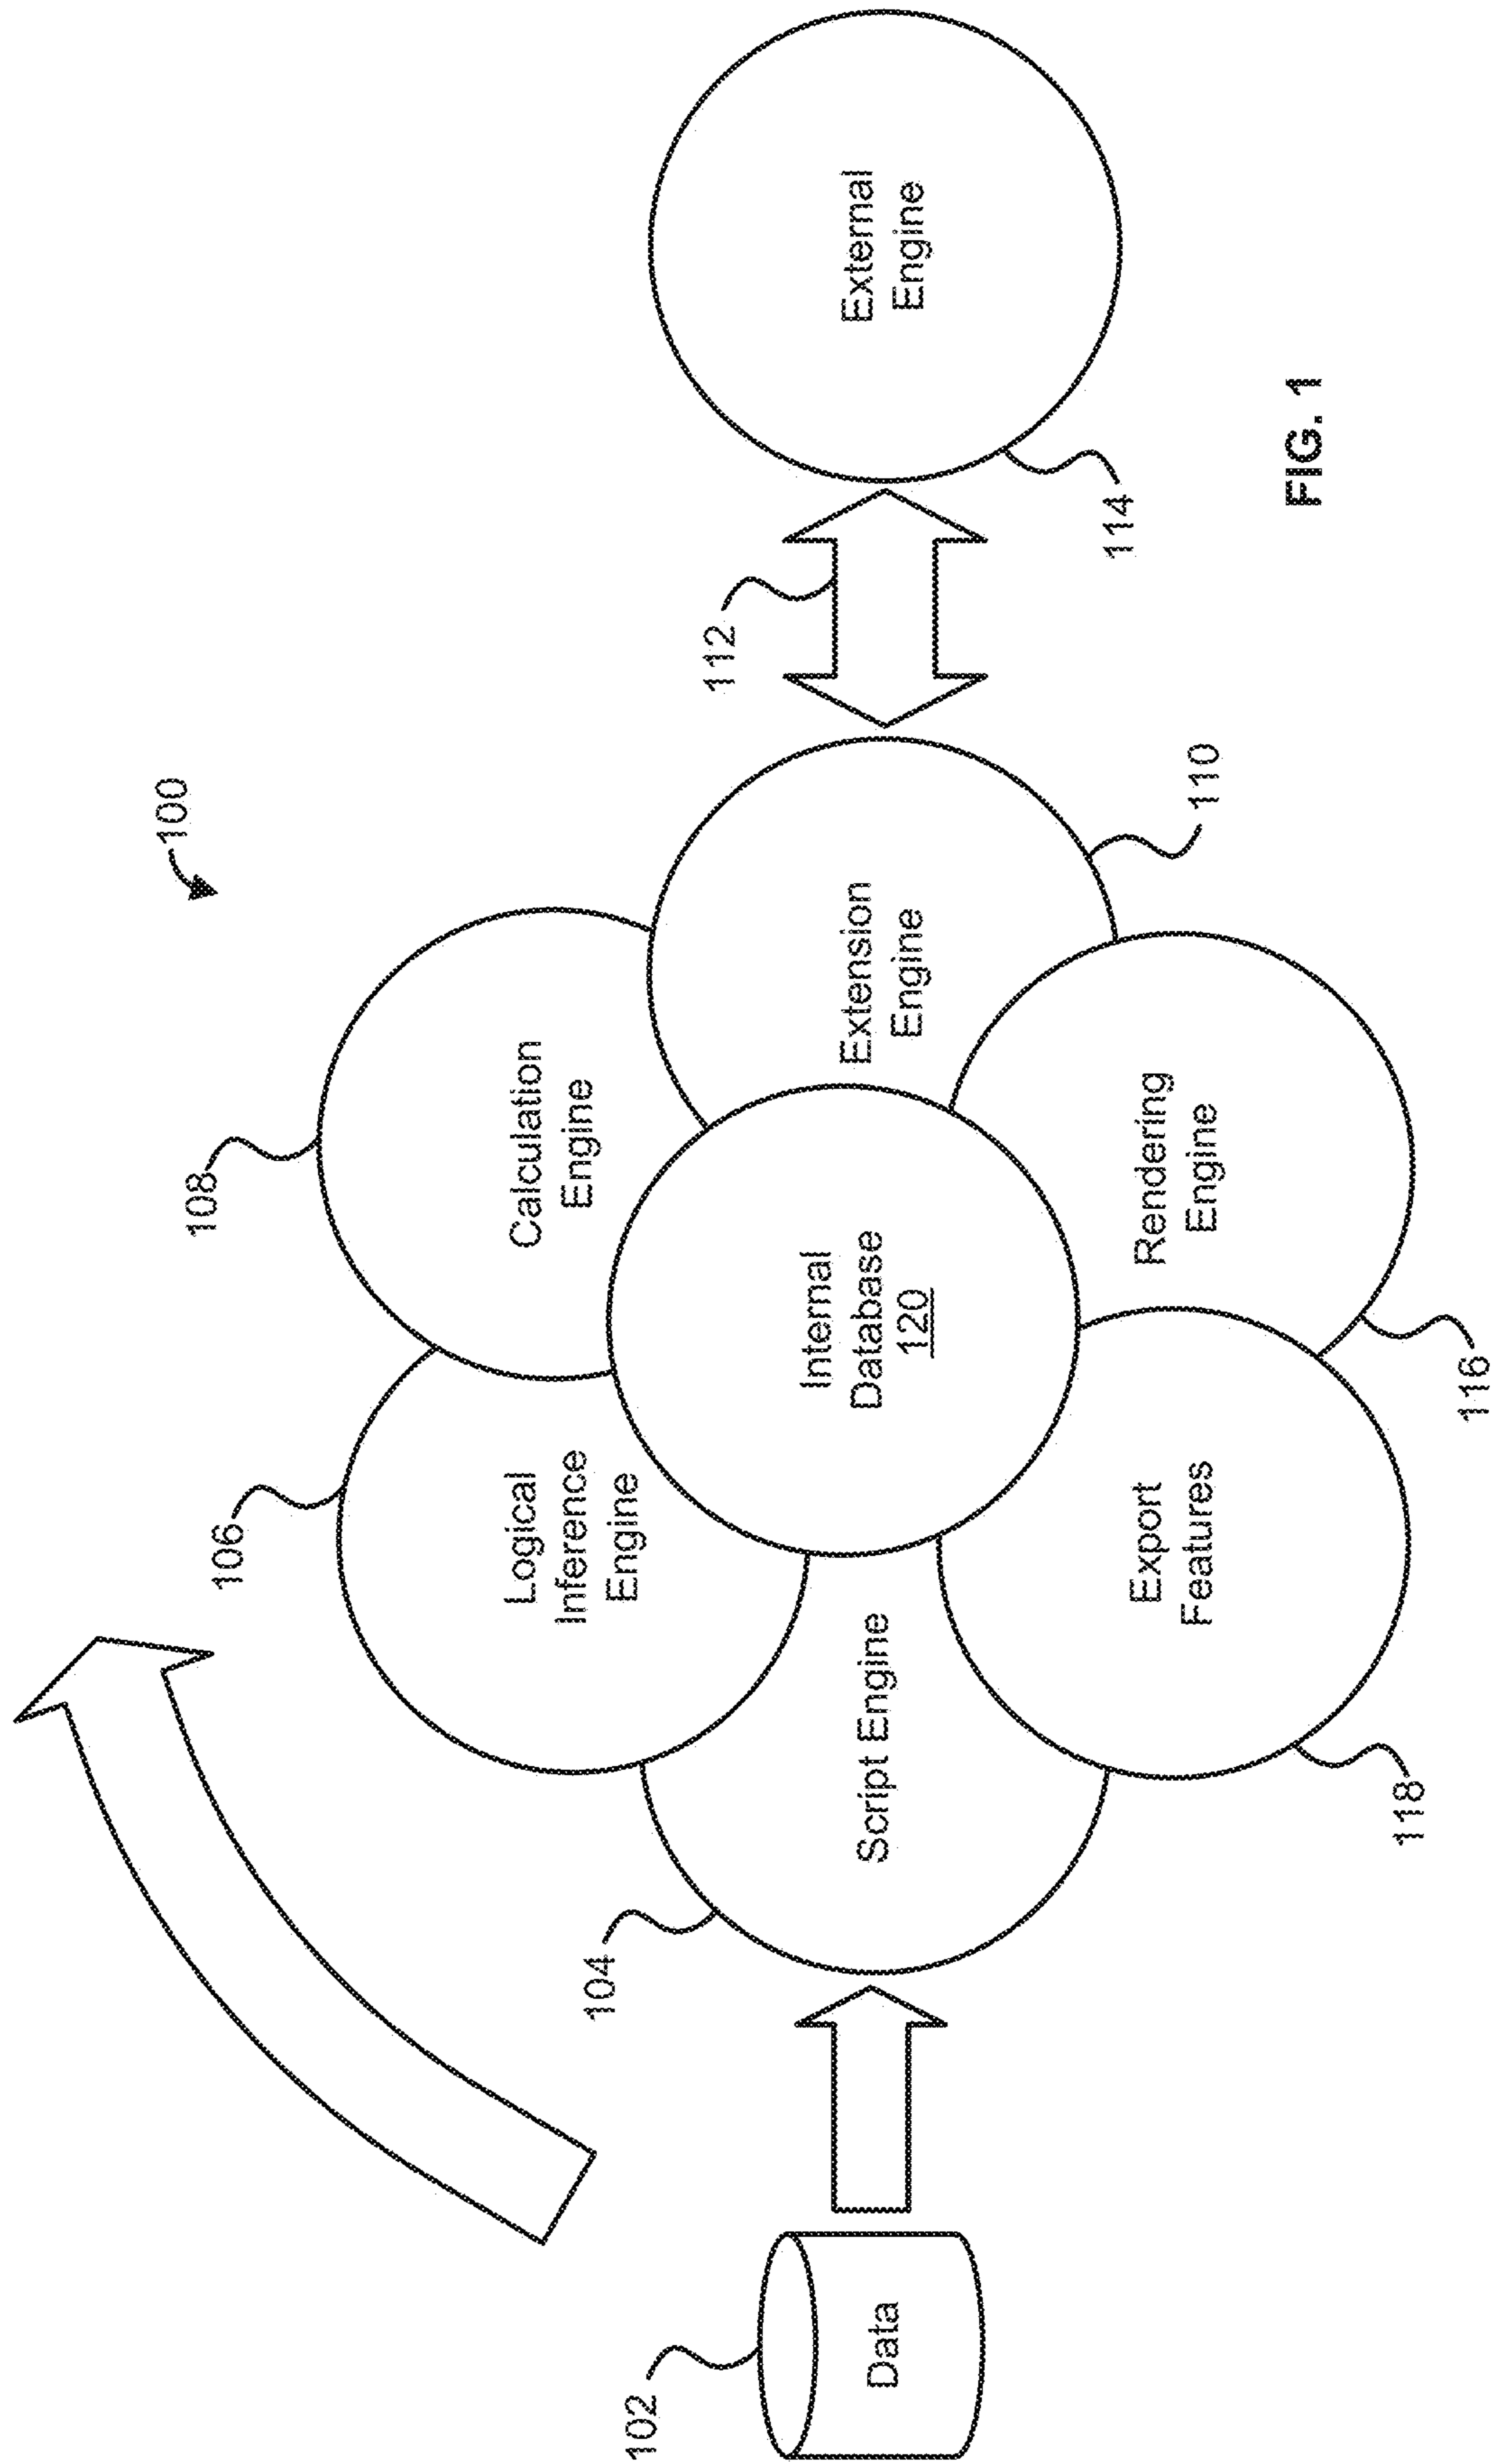 100
102
Data
104
Script Engine
106
Logical
Inference
Engine
108
Calculation
Engine
Internal
Database
120
Extension
Engine
110
112
External
Engine
114
Rendering
Engine
116
Export
Features
118
FIG. 1